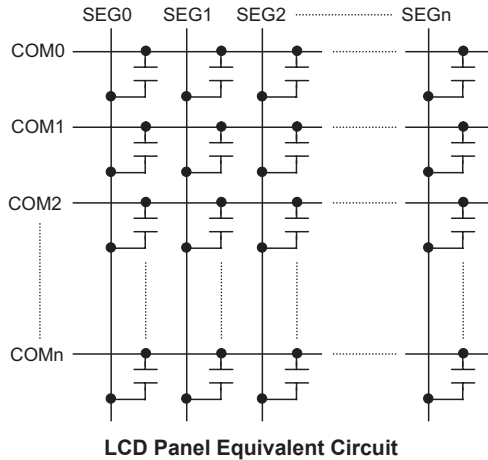 SEG0 SEG1 SEG2 SEGn
COM0
COM1
COM2
COMn
LCD Panel Equivalent Circuit